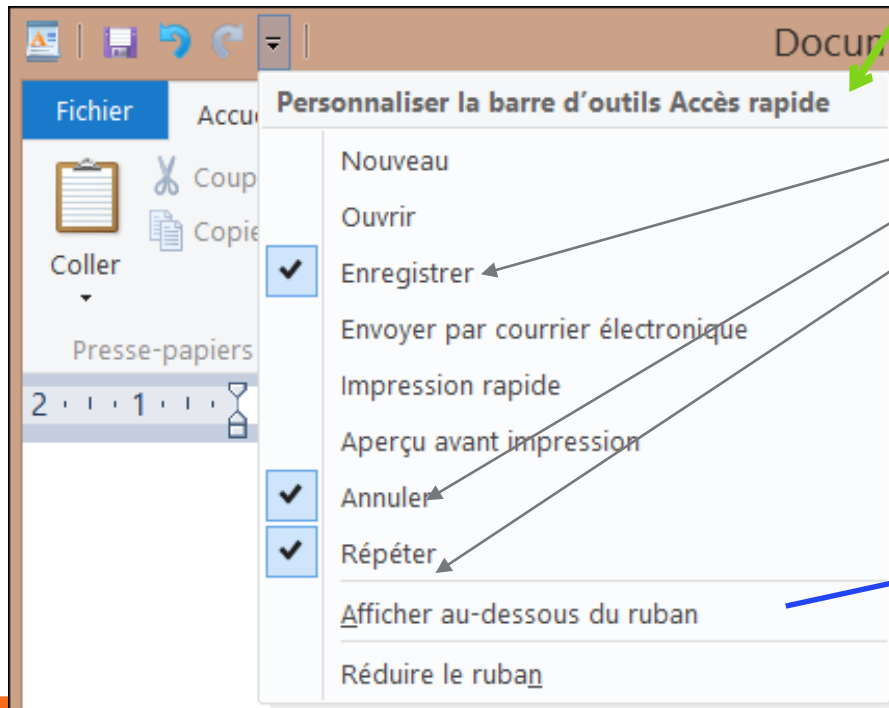 Docum
Fichier
Accu
Personnaliser la barre d’outils Accès rapide
Coup
Copie
Coller
Presse-papiers
2 1
Nouveau
Ouvrir
Enregistrer
Envoyer par courrier électronique
Impression rapide
Aperçu avant impression
Annuler
Répéter
Afficher au-dessous du ruban
Réduire le ruban